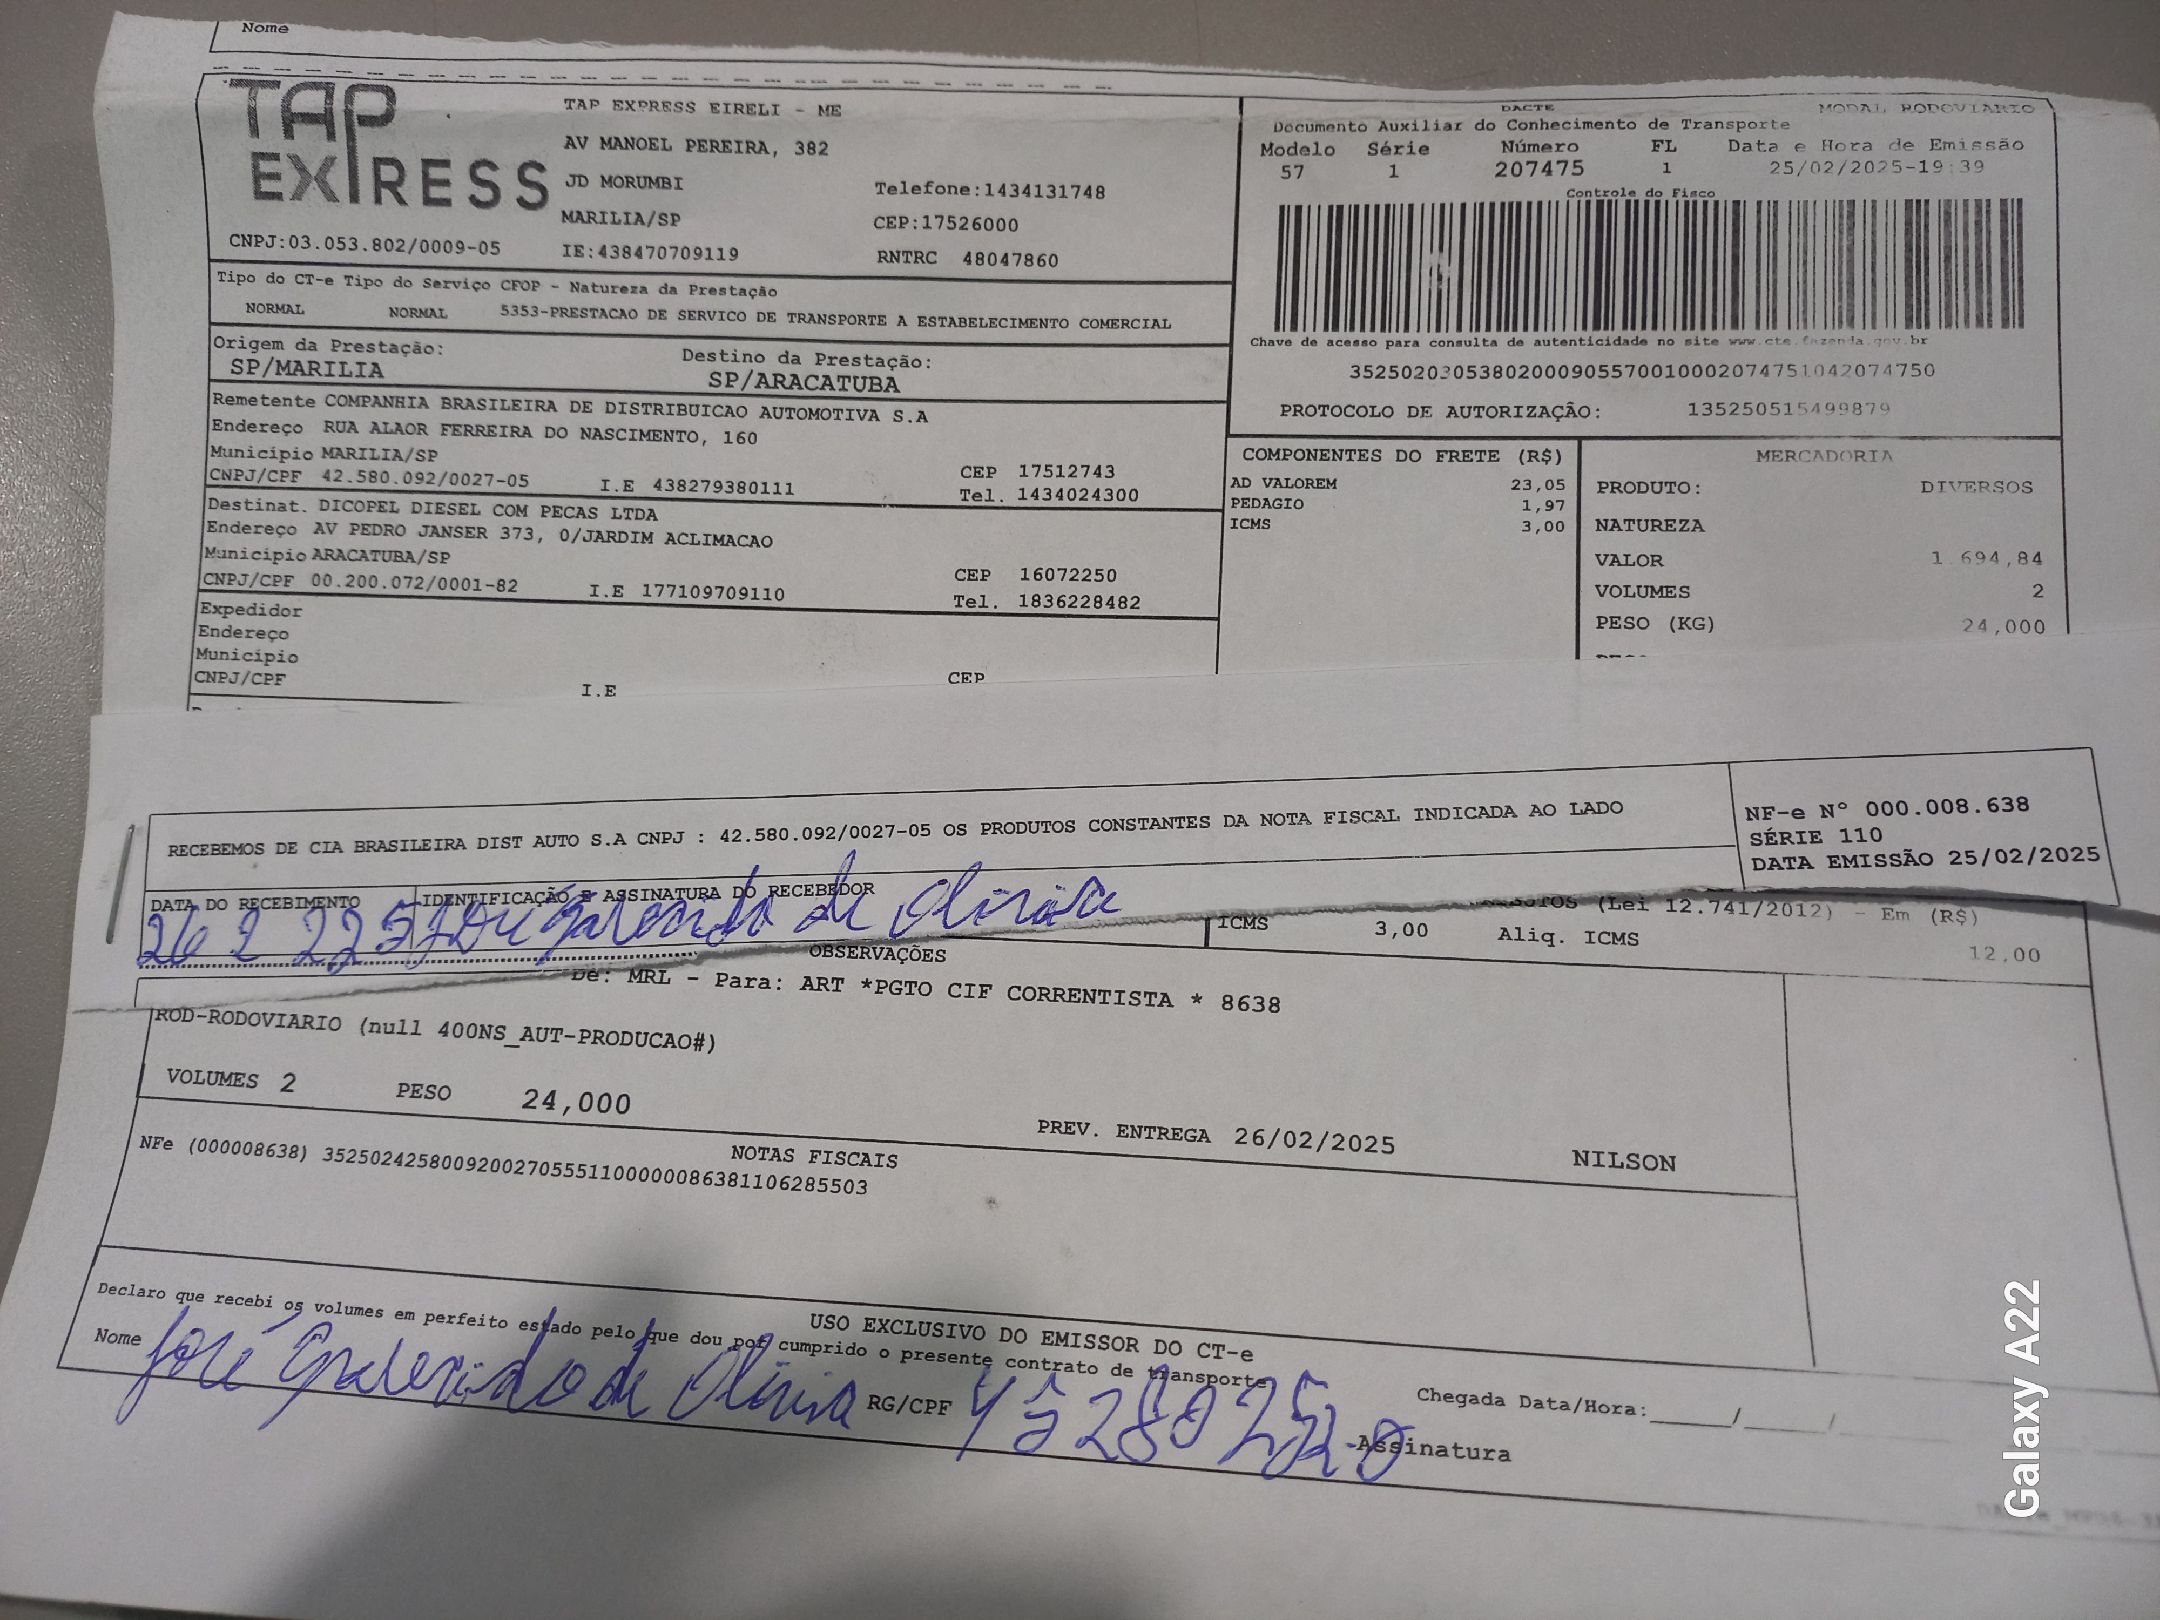 Nome
TAP EXPRESS
TAP EXPRESS EIRELI - ME
AV MANOEL PEREIRA, 382
JD MORUMBI
Telefone:1434131748
MARILIA/SP
CEP:17526000
CNPJ:03.053.802/0009-05
IE:438470709119
RNTRC 48047860
DACTE
MODAL RODOVIARIO
Documento Auxiliar do Conhecimento de Transporte
Modelo Série Número FL Data e Hora de Emissão
57 1 207475 1 25/02/2025-19:39
Controle do Fisco
Chave de acesso para consulta de autenticidade no site www.cte.fazenda.gov.br
35250203053802000905570010002074751042074750
PROTOCOLO DE AUTORIZAÇÃO: 135250515499879
Tipo do CT-e Tipo do Serviço CFOP - Natureza da Prestação
NORMAL NORMAL 5353-PRESTACAO DE SERVICO DE TRANSPORTE A ESTABELECIMENTO COMERCIAL
Origem da Prestação: Destino da Prestação:
SP/MARILIA SP/ARACATUBA
Remetente COMPANHIA BRASILEIRA DE DISTRIBUICAO AUTOMOTIVA S.A
Endereço RUA ALAOR FERREIRA DO NASCIMENTO, 160
Município MARILIA/SP CEP 17512743
CNPJ/CPF 42.580.092/0027-05 I.E 438279380111 Tel. 1434024300
Destinat. DICOPEL DIESEL COM PECAS LTDA
Endereço AV PEDRO JANSER 373, 0/JARDIM ACLIMACAO
Município ARACATUBA/SP CEP 16072250
CNPJ/CPF 00.200.072/0001-82 I.E 177109709110 Tel. 1836228482
Expedidor
Endereço
Município
CNPJ/CPF I.E CEP
COMPONENTES DO FRETE (R$)
AD VALOREM 23,05
PEDAGIO 1,97
ICMS 3,00
MERCADORIA
PRODUTO: DIVERSOS
NATUREZA
VALOR 1.694,84
VOLUMES 2
PESO (KG) 24,000
RECEBEMOS DE CIA BRASILEIRA DIST AUTO S.A CNPJ : 42.580.092/0027-05 OS PRODUTOS CONSTANTES DA NOTA FISCAL INDICADA AO LADO
NF-e N° 000.008.638
SÉRIE 110
DATA EMISSÃO 25/02/2025
DATA DO RECEBIMENTO IDENTIFICAÇÃO E ASSINATURA DO RECEBEDOR
26 2 de Olivisa
ICMS 3,00 Aliq. ICMS (Lei 12.741/2012) - Em (R$)
12,00
OBSERVAÇÕES
De: MRL - Para: ART *PGTO CIF CORRENTISTA * 8638
ROD-RODOVIARIO (null 400NS_AUT-PRODUCAO#)
VOLUMES 2 PESO 24,000
PREV. ENTREGA 26/02/2025 NILSON
NOTAS FISCAIS
NFe (000008638) 35250242580092002705551100000086381106285503
USO EXCLUSIVO DO EMISSOR DO CT-e
Declaro que recebi os volumes em perfeito estado pelo que dou por cumprido o presente contrato de transporte
Nome José de Olivisa RG/CPF
Chegada Data/Hora: / /
Assinatura
Galaxy A22